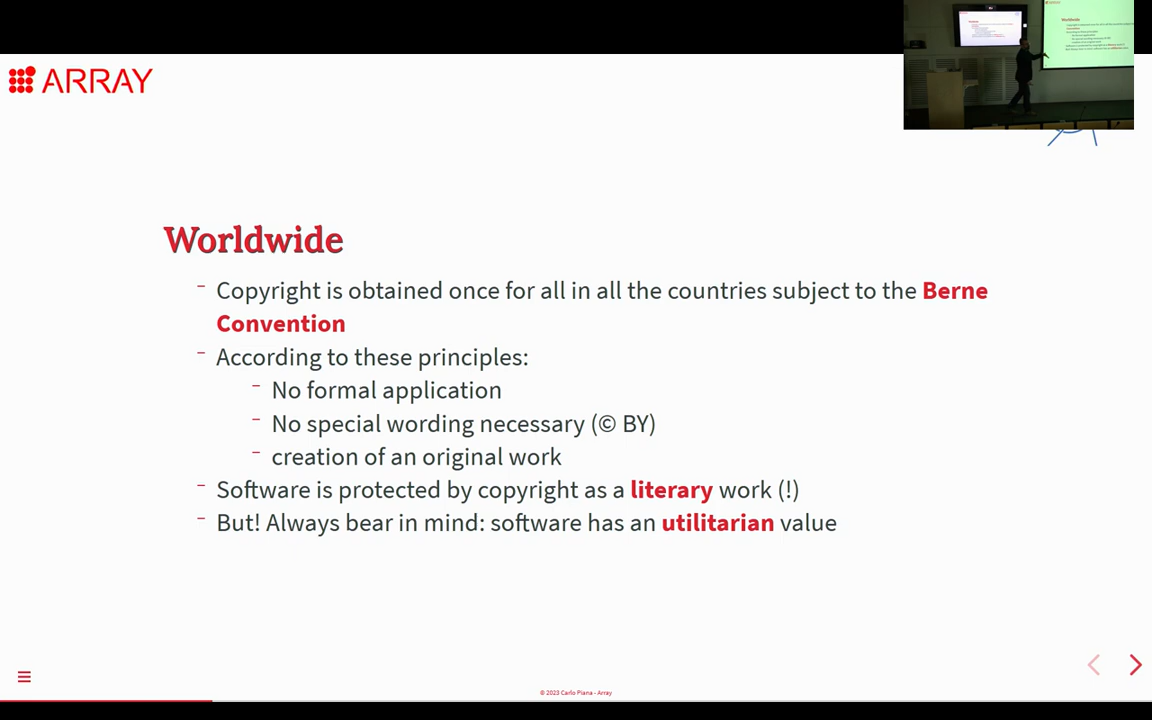 ARRAY
Worldwide
- Copyright is obtained once for all in all the countries subject to the Berne
Convention
- According to these principles:
- No formal application
- No special wording necessary (© BY)
- creation of an original work
- Software is protected by copyright as a literary work (!)
- But! Always bear in mind: software has an utilitarian value
© 2023 Carlo Piana - Array